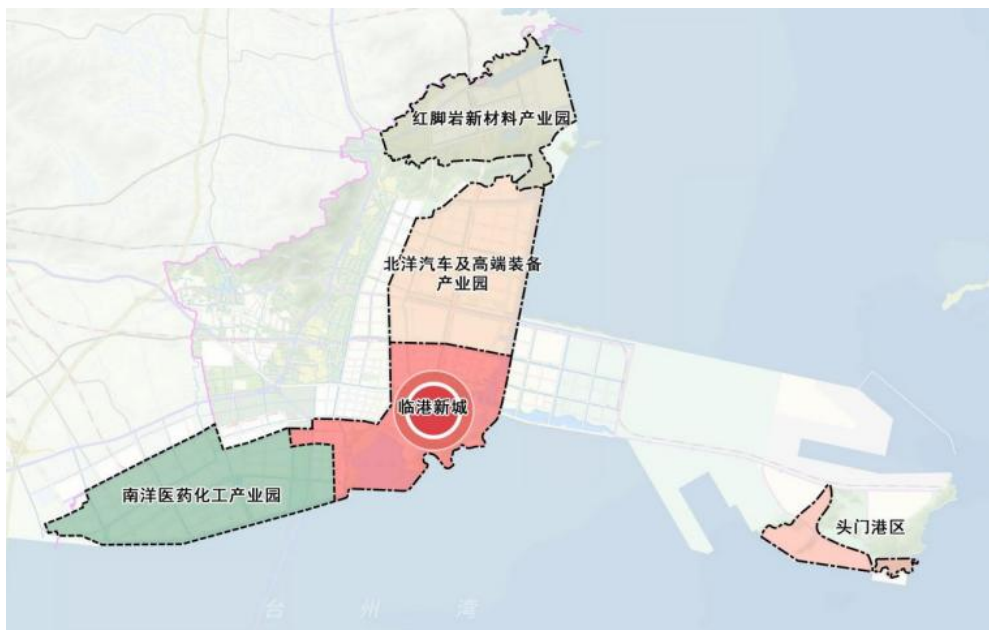 红脚岩新材料产业园
北洋汽车及高端装备
产业园
临港新城
南洋医药化工产业园
头门港区
台州湾